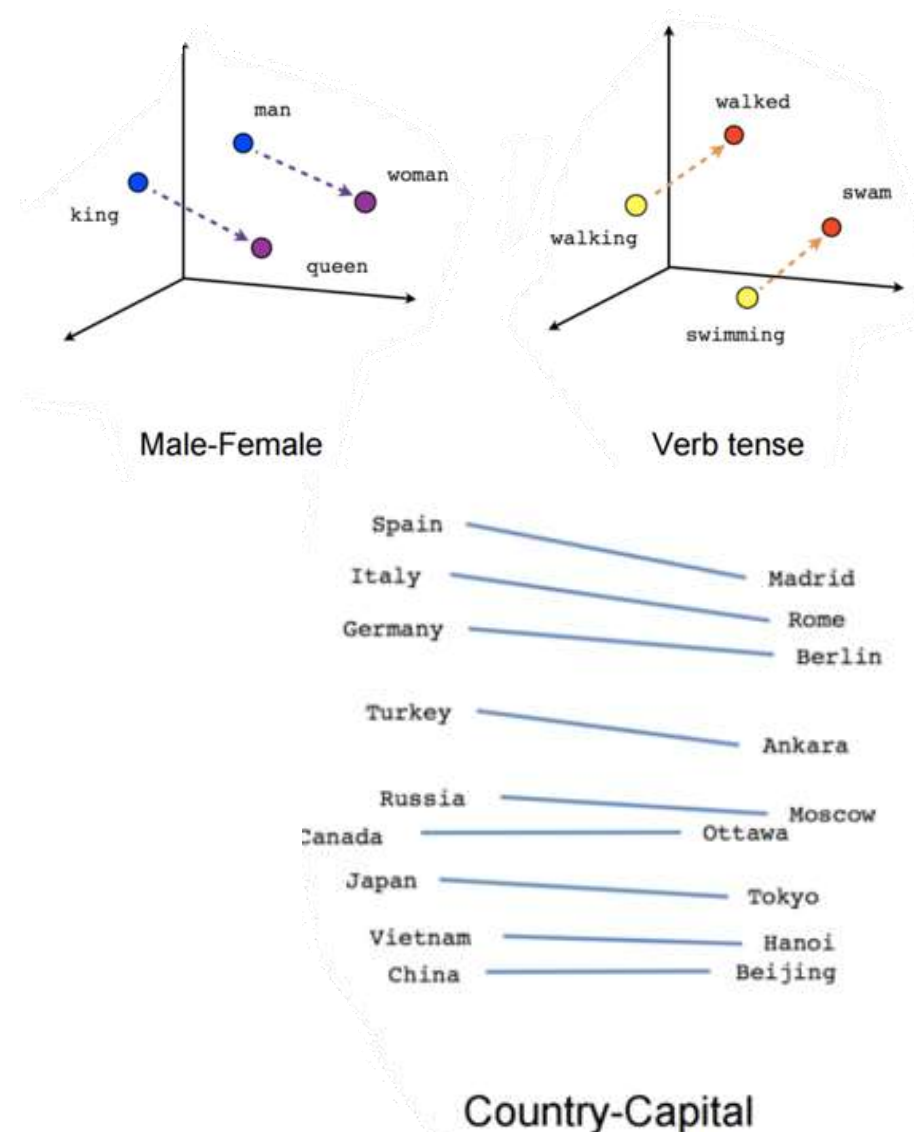 man
woman
king
queen
walked
swam
walking
swimming
Male-Female
Verb tense
Spain
Madrid
Italy
Rome
Germany
Berlin
Turkey
Ankara
Russia
Moscow
Canada
Ottawa
Japan
Tokyo
Vietnam
Hanoi
China
Beijing
Country-Capital